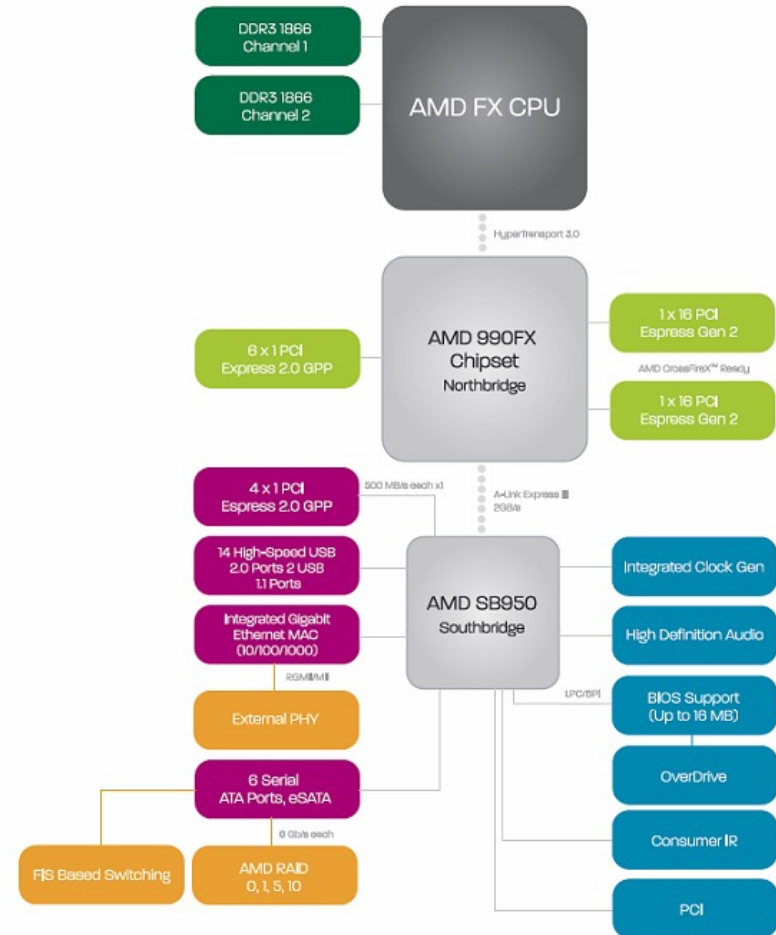 DDR3 1866
Channel 1
DDR3 1866
Channel 2
AMD FX CPU
HyperTransport 3.0
6 x 1 PCI
Express 2.0 GPP
AMD 990FX
Chipset
Northbridge
1 x 16 PCI
Espress Gen 2
AMD CrossFireX™ Ready
1 x 16 PCI
Espress Gen 2
4 x 1 PCI
Espress 2.0 GPP
500 MB/s each x1
A-Link Express III
2GB/s
14 High-Speed USB
2.0 Ports 2 USB
1.1 Ports
Integrated Gigabit
Ethernet MAC
(10/100/1000)
RGMII/MII
External PHY
AMD SB950
Southbridge
Integrated Clock Gen
High Definition Audio
LPC/SPI
BIOS Support
(Up to 16 MB)
OverDrive
6 Serial
ATA Ports, eSATA
6 Gb/s each
Consumer IR
FIS Based Switching
AMD RAID
0, 1, 5, 10
PCI